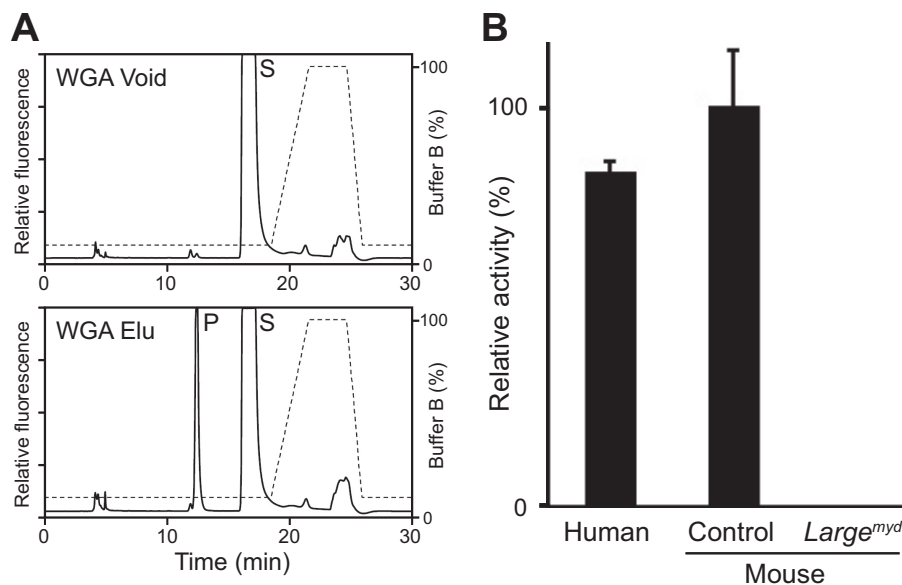 A
WGA Void
S
100
0
Relative fluorescence
Buffer B (%)
0 10 20 30
WGA Elu
P
S
100
0
Relative fluorescence
Buffer B (%)
0 10 20 30
Time (min)
B
100
0
Relative activity (%)
Human Control Large^myd
Mouse